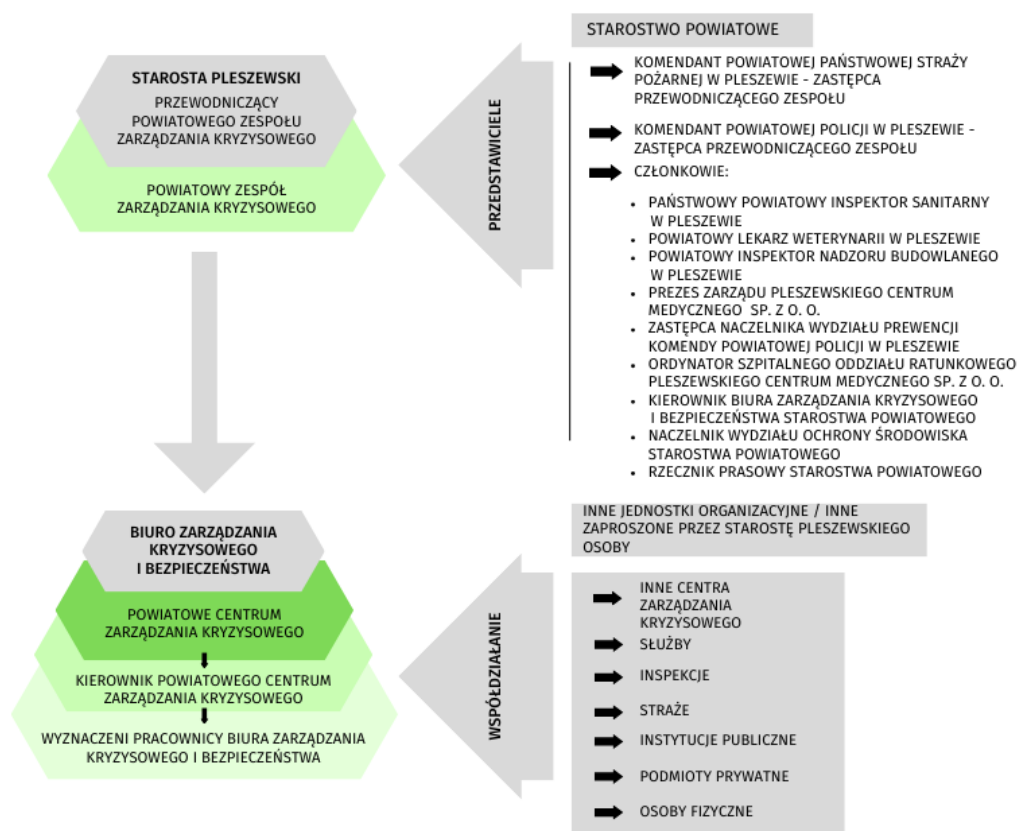 STAROSTA PLESZEWSKI
PRZEWODNICZĄCY
POWIATOWEGO ZESPOŁU
ZARZĄDZANIA KRYZYSOWEGO
POWIATOWY ZESPÓŁ
ZARZĄDZANIA KRYZYSOWEGO
PRZEDSTAWICIELE
STAROSTWO POWIATOWE
KOMENDANT POWIATOWEJ PAŃSTWOWEJ STRAŻY
POŻARNEJ W PLESZEWIE - ZASTĘPCA
PRZEWODNICZĄCEGO ZESPOŁU
KOMENDANT POWIATOWEJ POLICJI W PLESZEWIE -
ZASTĘPCA PRZEWODNICZĄCEGO ZESPOŁU
CZŁONKOWIE:
• PAŃSTWOWY POWIATOWY INSPEKTOR SANITARNY
W PLESZEWIE
• POWIATOWY LEKARZ WETERYNARII W PLESZEWIE
• POWIATOWY INSPEKTOR NADZORU BUDOWLANEGO
W PLESZEWIE
• PREZES ZARZĄDU PLESZEWSKIEGO CENTRUM
MEDYCZNEGO SP. Z O. O.
• ZASTĘPCA NACZELNIKA WYDZIAŁU PREWENCJI
KOMENDY POWIATOWEJ POLICJI W PLESZEWIE
• ORDYNATOR SZPITALNEGO ODDZIAŁU RATUNKOWEGO
PLESZEWSKIEGO CENTRUM MEDYCZNEGO SP. Z O. O.
• KIEROWNIK BIURA ZARZĄDZANIA KRYZYSOWEGO
I BEZPIECZEŃSTWA STAROSTWA POWIATOWEGO
• NACZELNIK WYDZIAŁU OCHRONY ŚRODOWISKA
STAROSTWA POWIATOWEGO
• RZECZNIK PRASOWY STAROSTWA POWIATOWEGO
BIURO ZARZĄDZANIA
KRYZYSOWEGO
I BEZPIECZEŃSTWA
POWIATOWE CENTRUM
ZARZĄDZANIA KRYZYSOWEGO
KIEROWNIK POWIATOWEGO CENTRUM
ZARZĄDZANIA KRYZYSOWEGO
WYZNACZENI PRACOWNICY BIURA ZARZĄDZANIA
KRYZYSOWEGO I BEZPIECZEŃSTWA
WSPÓŁDZIAŁANIE
INNE JEDNOSTKI ORGANIZACYJNE / INNE
ZAPROSZONE PRZEZ STAROSTĘ PLESZEWSKIEGO
OSOBY
INNE CENTRA
ZARZĄDZANIA
KRYZYSOWEGO
SŁUŻBY
INSPEKCJE
STRAŻE
INSTYTUCJE PUBLICZNE
PODMIOTY PRYWATNE
OSOBY FIZYCZNE